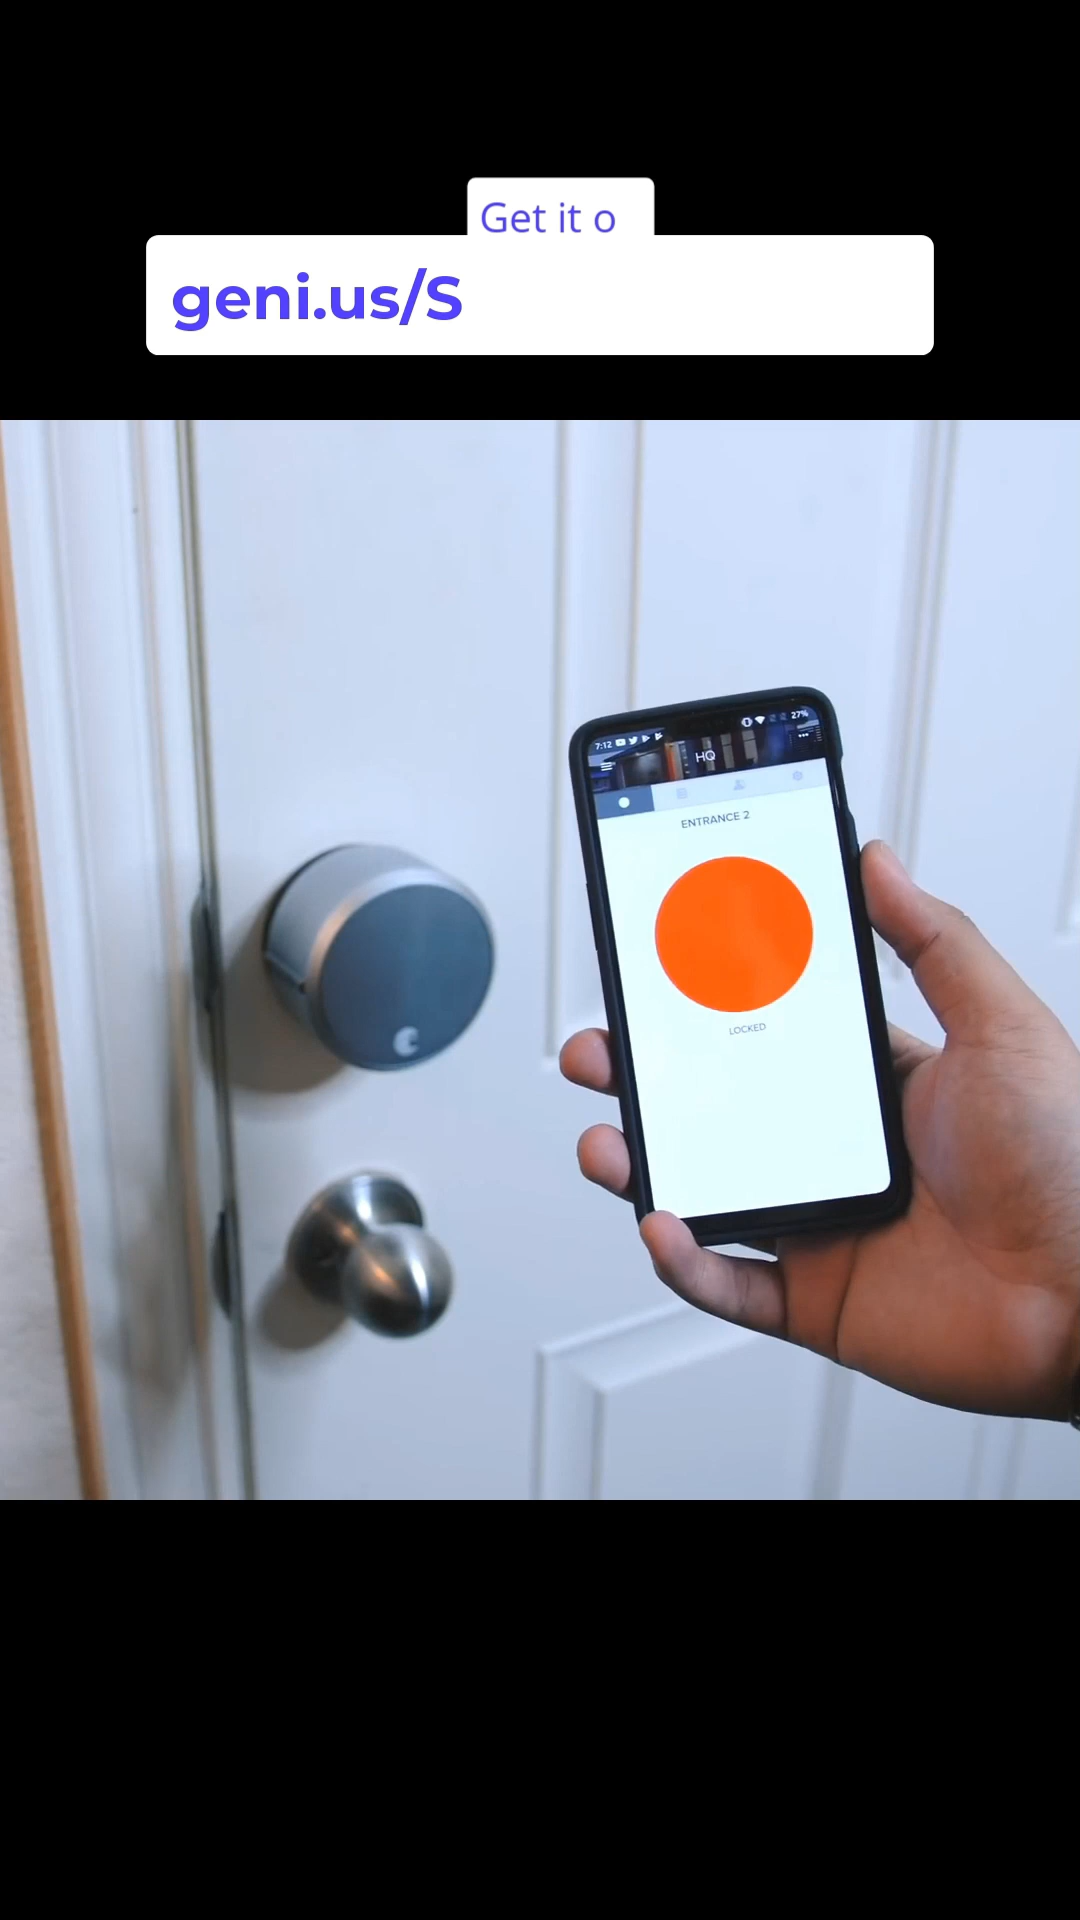 Get it o
geni.us/S
7:12
27%
HQ
ENTRANCE 2
LOCKED